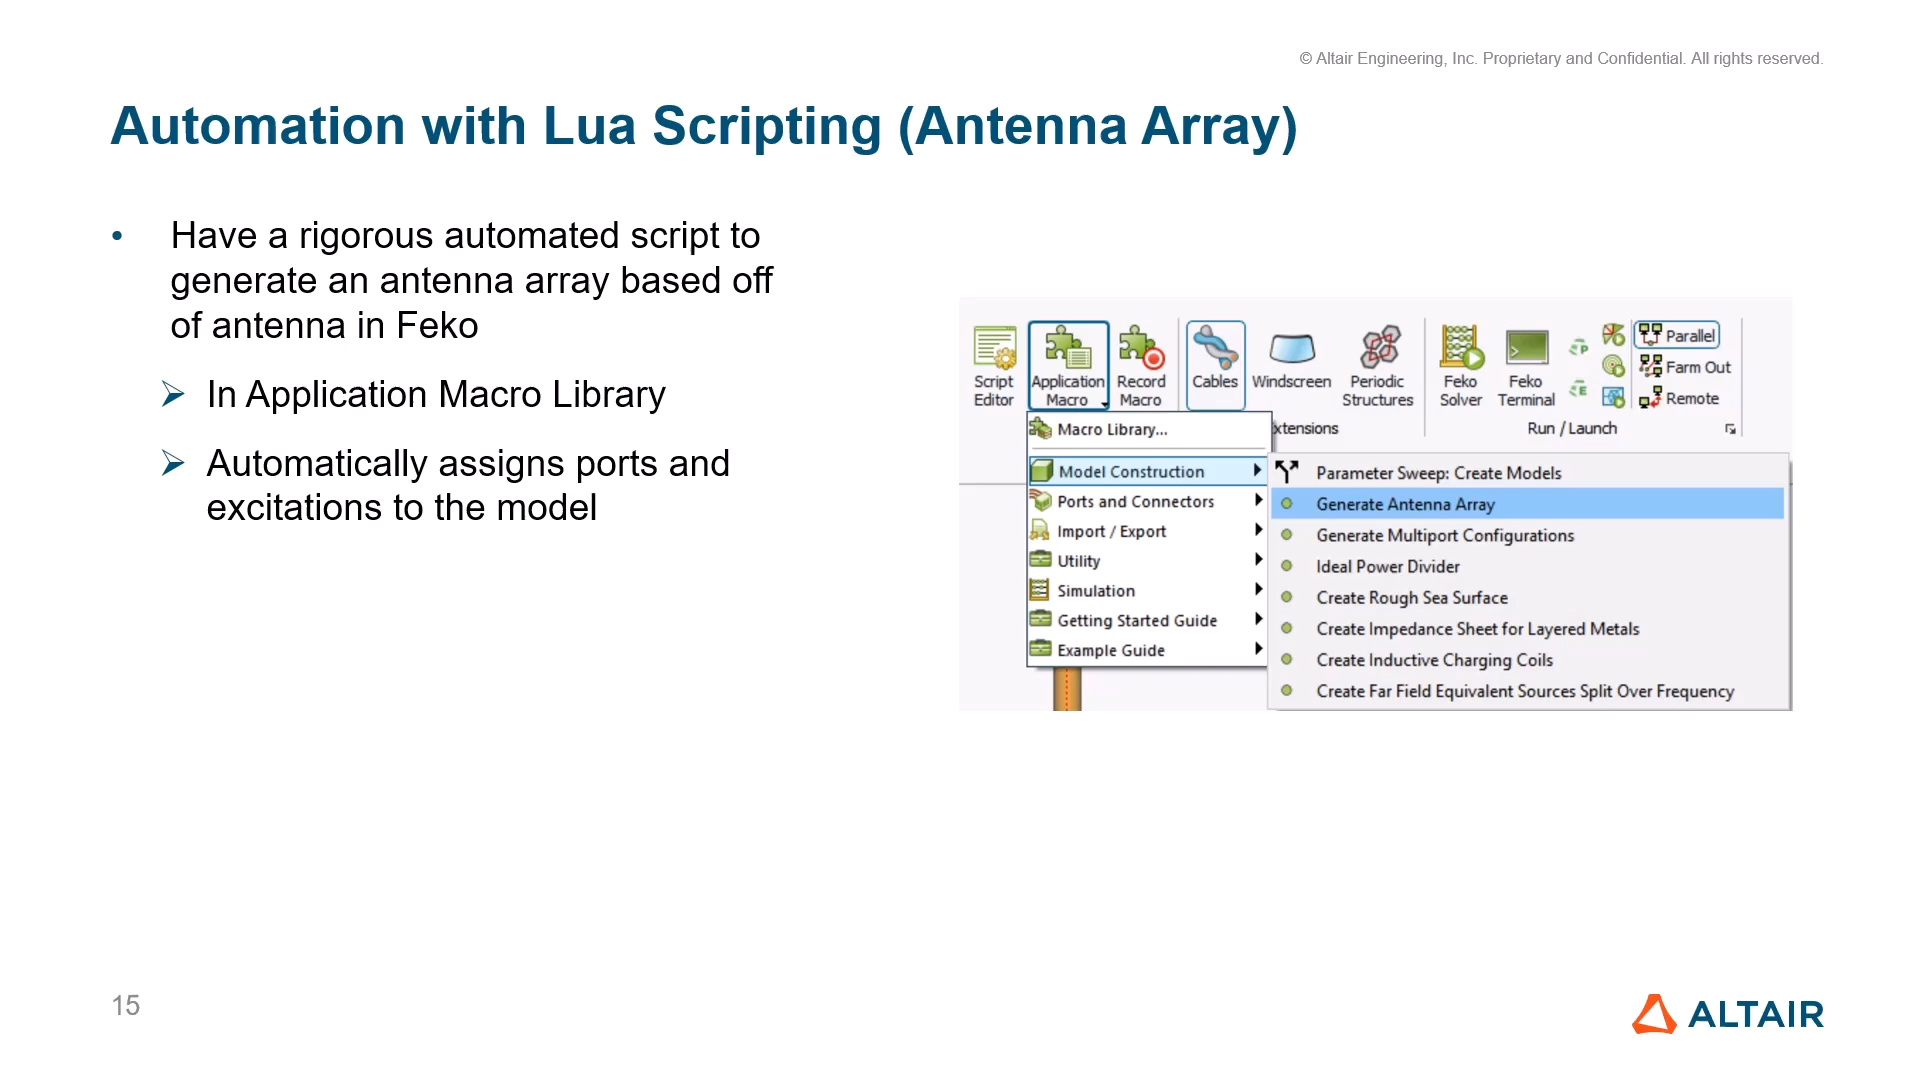 © Altair Engineering, Inc. Proprietary and Confidential. All rights reserved.
Automation with Lua Scripting (Antenna Array)
• Have a rigorous automated script to
generate an antenna array based off
of antenna in Feko
➢ In Application Macro Library
➢ Automatically assigns ports and
excitations to the model
Script
Editor
Application
Macro
Record
Macro
Cables
Windscreen
Periodic
Structures
Feko
Solver
Feko
Terminal
P
E
Parallel
Farm Out
Remote
xtensions
Run / Launch
Macro Library...
Model Construction
Ports and Connectors
Import / Export
Utility
Simulation
Getting Started Guide
Example Guide
Parameter Sweep: Create Models
Generate Antenna Array
Generate Multiport Configurations
Ideal Power Divider
Create Rough Sea Surface
Create Impedance Sheet for Layered Metals
Create Inductive Charging Coils
Create Far Field Equivalent Sources Split Over Frequency
15
ALTAIR